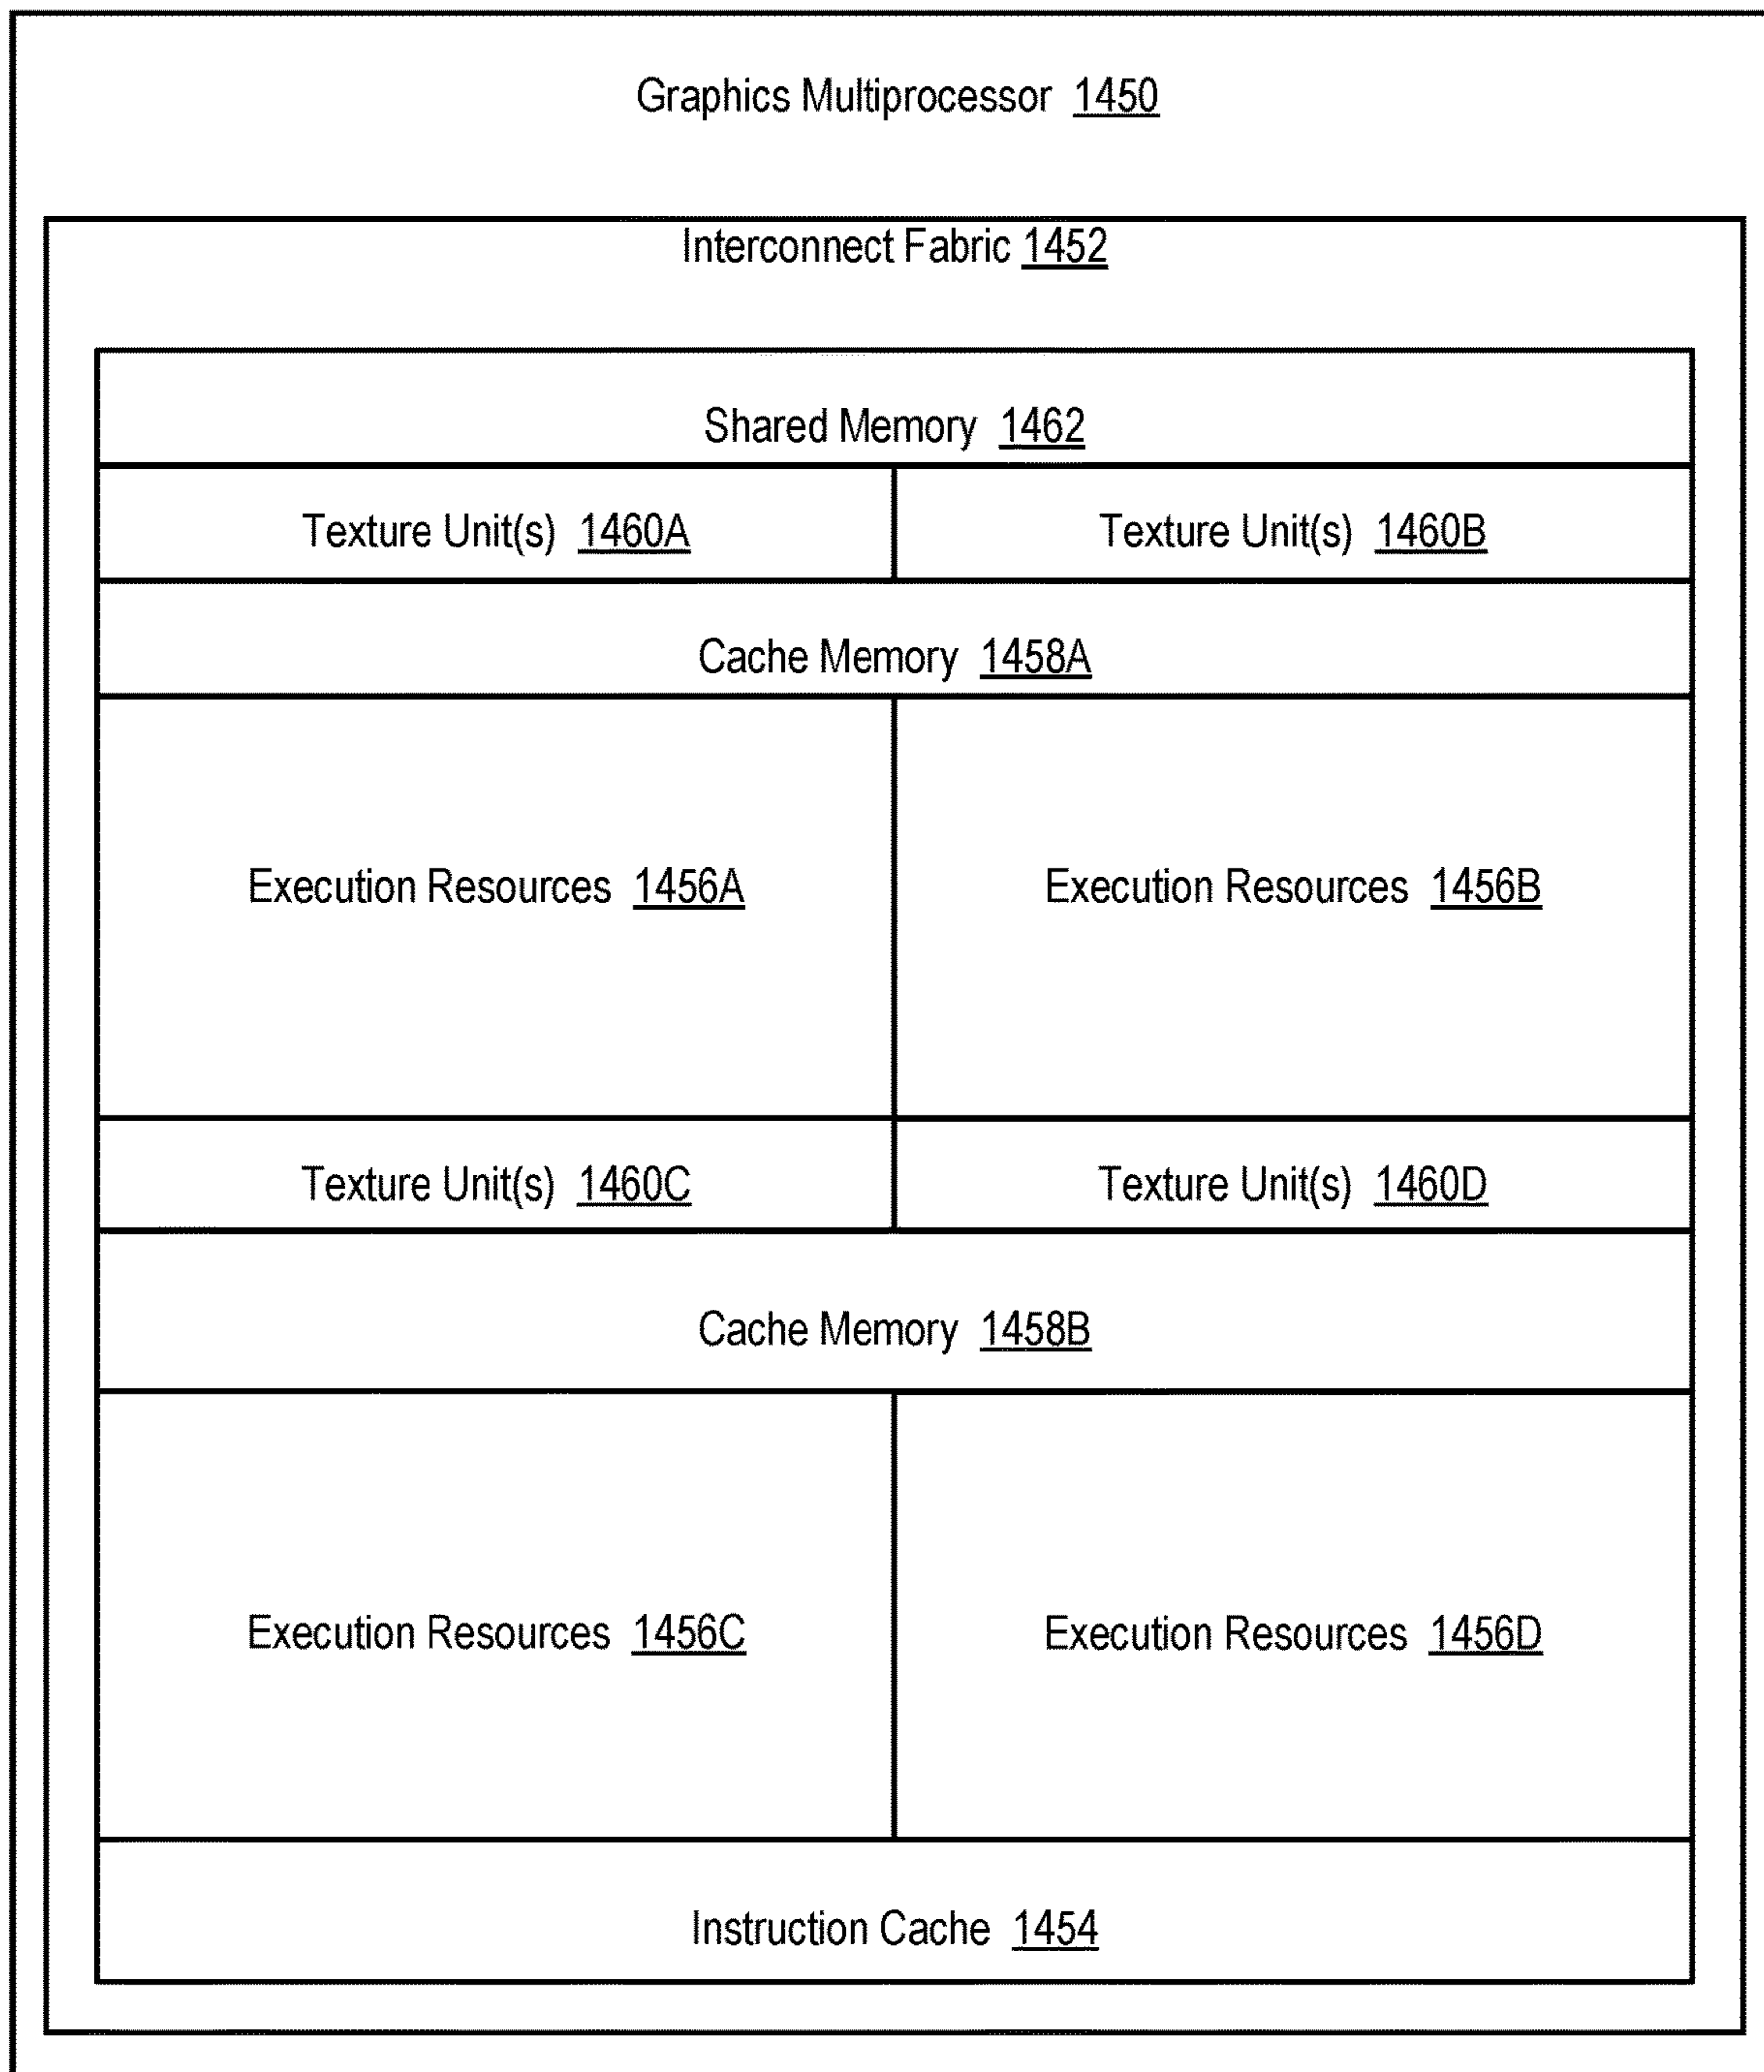 Graphics Multiprocessor 1450
Interconnect Fabric 1452
Shared Memory 1462
Texture Unit(s) 1460A
Texture Unit(s) 1460B
Cache Memory 1458A
Execution Resources 1456A
Execution Resources 1456B
Texture Unit(s) 1460C
Texture Unit(s) 1460D
Cache Memory 1458B
Execution Resources 1456C
Execution Resources 1456D
Instruction Cache 1454